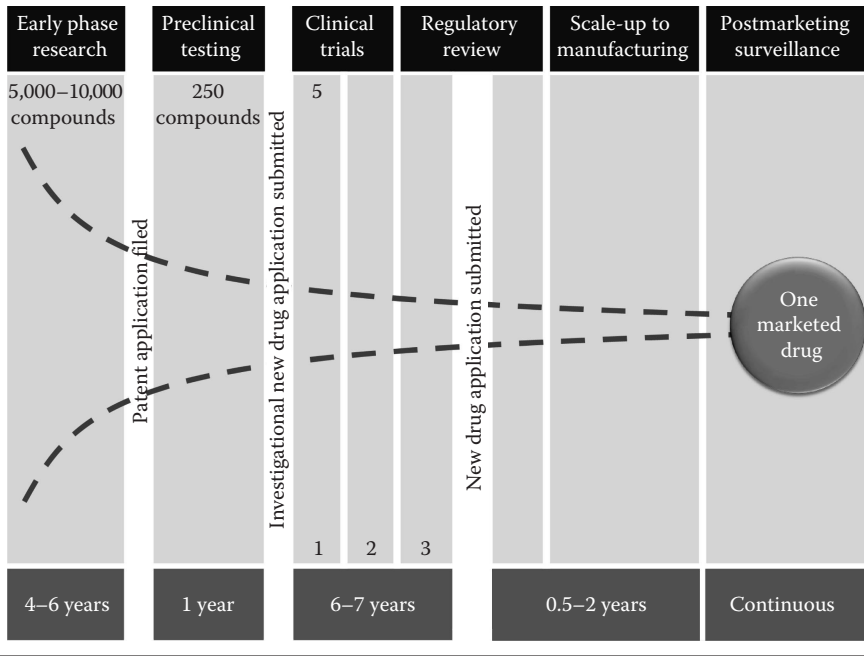 Early phase
research
Preclinical
testing
Clinical
trials
Regulatory
review
Scale-up to
manufacturing
Postmarketing
surveillance
5,000–10,000
compounds
250
compounds
5
Patent application filed
Investigational new drug application submitted
New drug application submitted
One
marketed
drug
1
2
3
4–6 years
1 year
6–7 years
0.5–2 years
Continuous